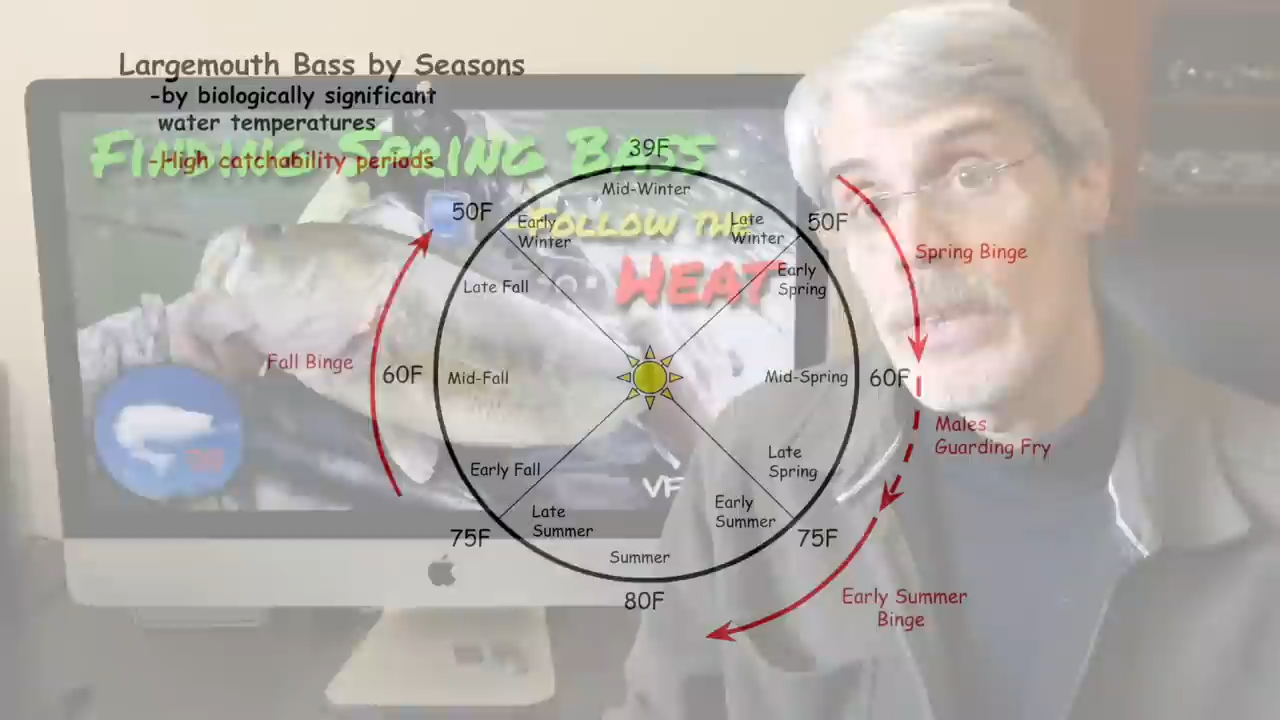 Largemouth Bass by Seasons
-by biologically significant
water temperatures
-High catchability periods
Finding Spring Bass
-Follow the
Heat
39F
Mid-Winter
50F
Early
Winter
Late
Winter
50F
Early
Spring
Spring Binge
Late Fall
Fall Binge
60F
Mid-Fall
Mid-Spring
60F
Males
Guarding Fry
Early Fall
Late
Spring
Late
Summer
Early
Summer
VF
75F
Summer
75F
80F
Early Summer
Binge